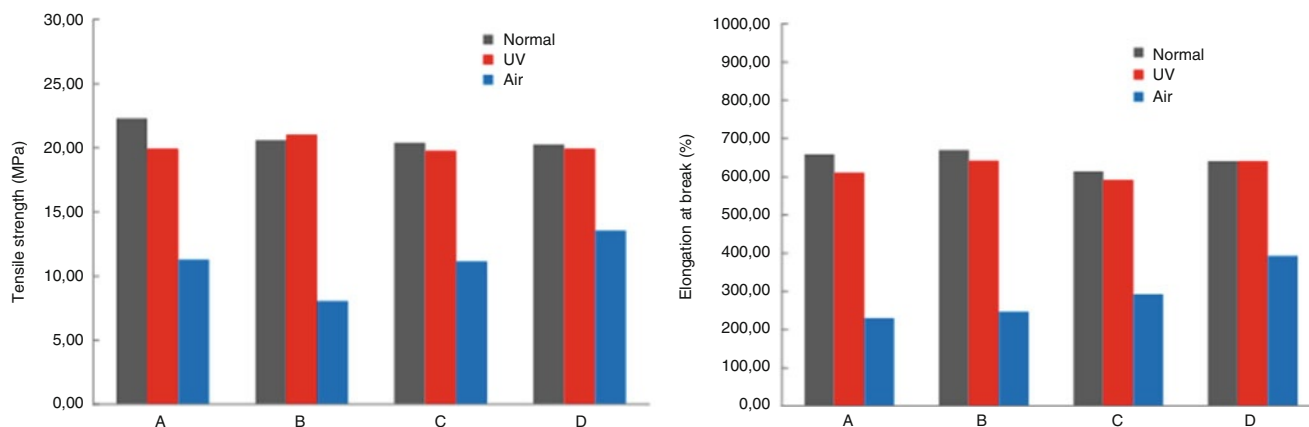 30,00
25,00
20,00
15,00
10,00
5,00
0,00
Tensile strength (MPa)
Normal
UV
Air
A B C D
1000,00
900,00
800,00
700,00
600,00
500,00
400,00
300,00
200,00
100,00
0,00
Elongation at break (%)
Normal
UV
Air
A B C D